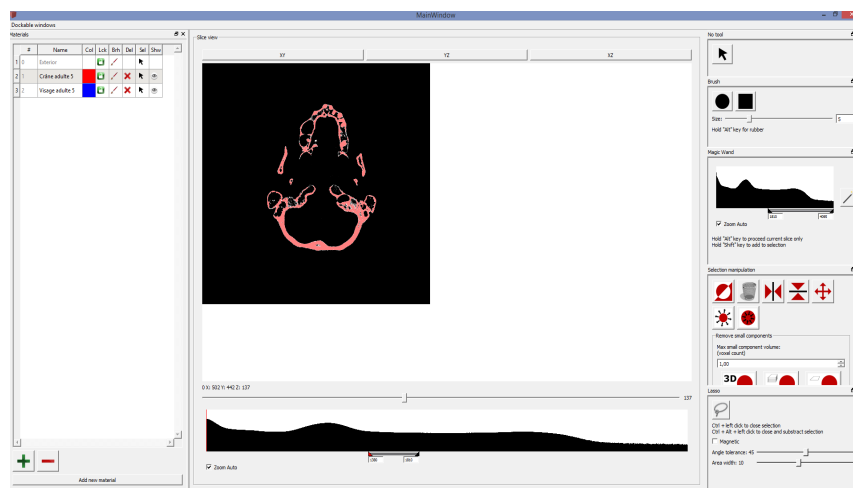 MainWindow
Dockable windows
Materials
# Name Col Lck Brh Del Sel Shw
1 0 Exterior
2 1 Crâne adulte 5
3 2 Visage adulte 5
Add new material
Slice view
XY YZ XZ
0 X: 502 Y: 442 Z: 137
137
Zoom Auto
No tool
Brush
Size: 8
Hold "Alt" key for rubber
Magic Wand
Zoom Auto
Hold "Alt" key to proceed current slice only
Hold "Shift" key to add to selection
Selection manipulation
Remove small components
Max small component volume:
(voxel count)
1,00
3D
Lasso
Ctrl + left click to close selection
Ctrl + Alt + left click to close and substract selection
Magnetic
Angle tolerance: 45
Area width: 10